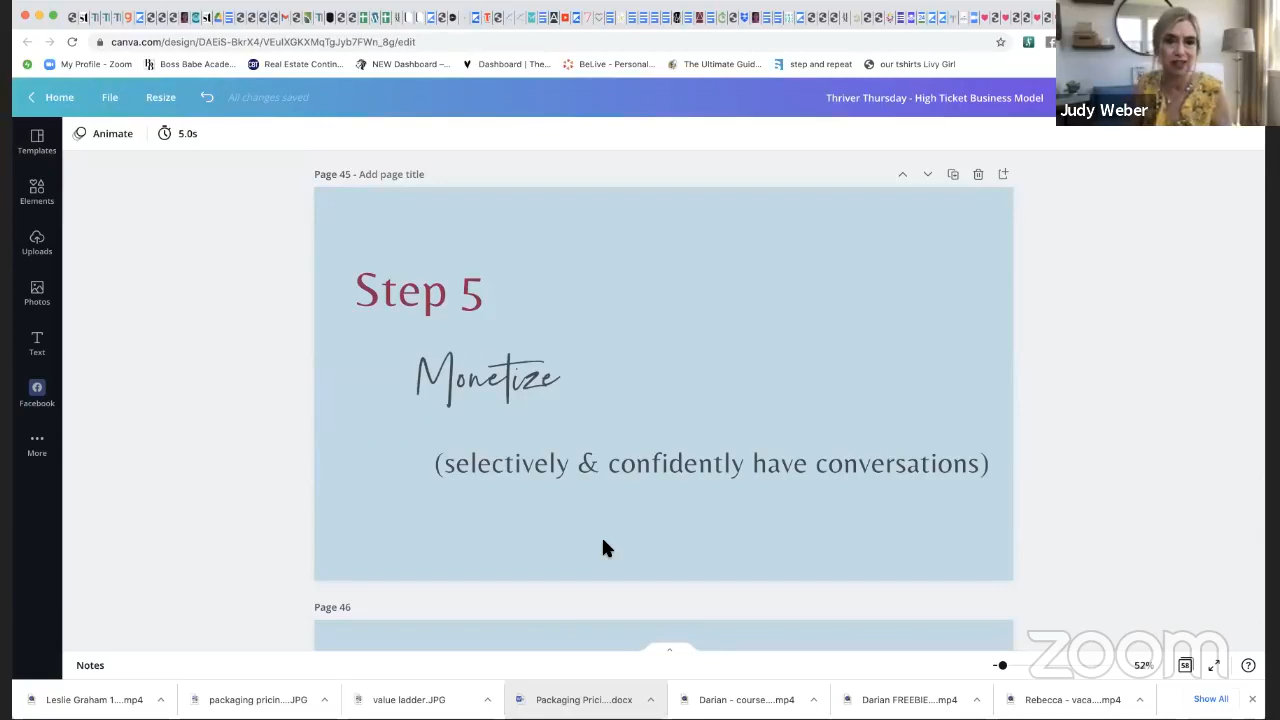 canva.com/design/DAEiS-BkrX4/VEuIXGKXMqTgJyb7FWn_8g/edit
My Profile - Zoom
Boss Babe Acade...
Real Estate Contin...
NEW Dashboard –...
Dashboard | The...
BeLive - Personal...
The Ultimate Guid...
step and repeat
our tshirts Livy Girl
Home
File
Resize
All changes saved
Thriver Thursday - High Ticket Business Model
Judy Weber
Animate
5.0s
Templates
Elements
Uploads
Photos
Text
Facebook
More
Page 45 - Add page title
Step 5
Monetize
(selectively & confidently have conversations)
Page 46
Notes
52%
58
zoom
Leslie Graham 1....mp4
packaging pricin....JPG
value ladder.JPG
Packaging Prici....docx
Darian - course....mp4
Darian FREEBIE....mp4
Rebecca - vaca....mp4
Show All